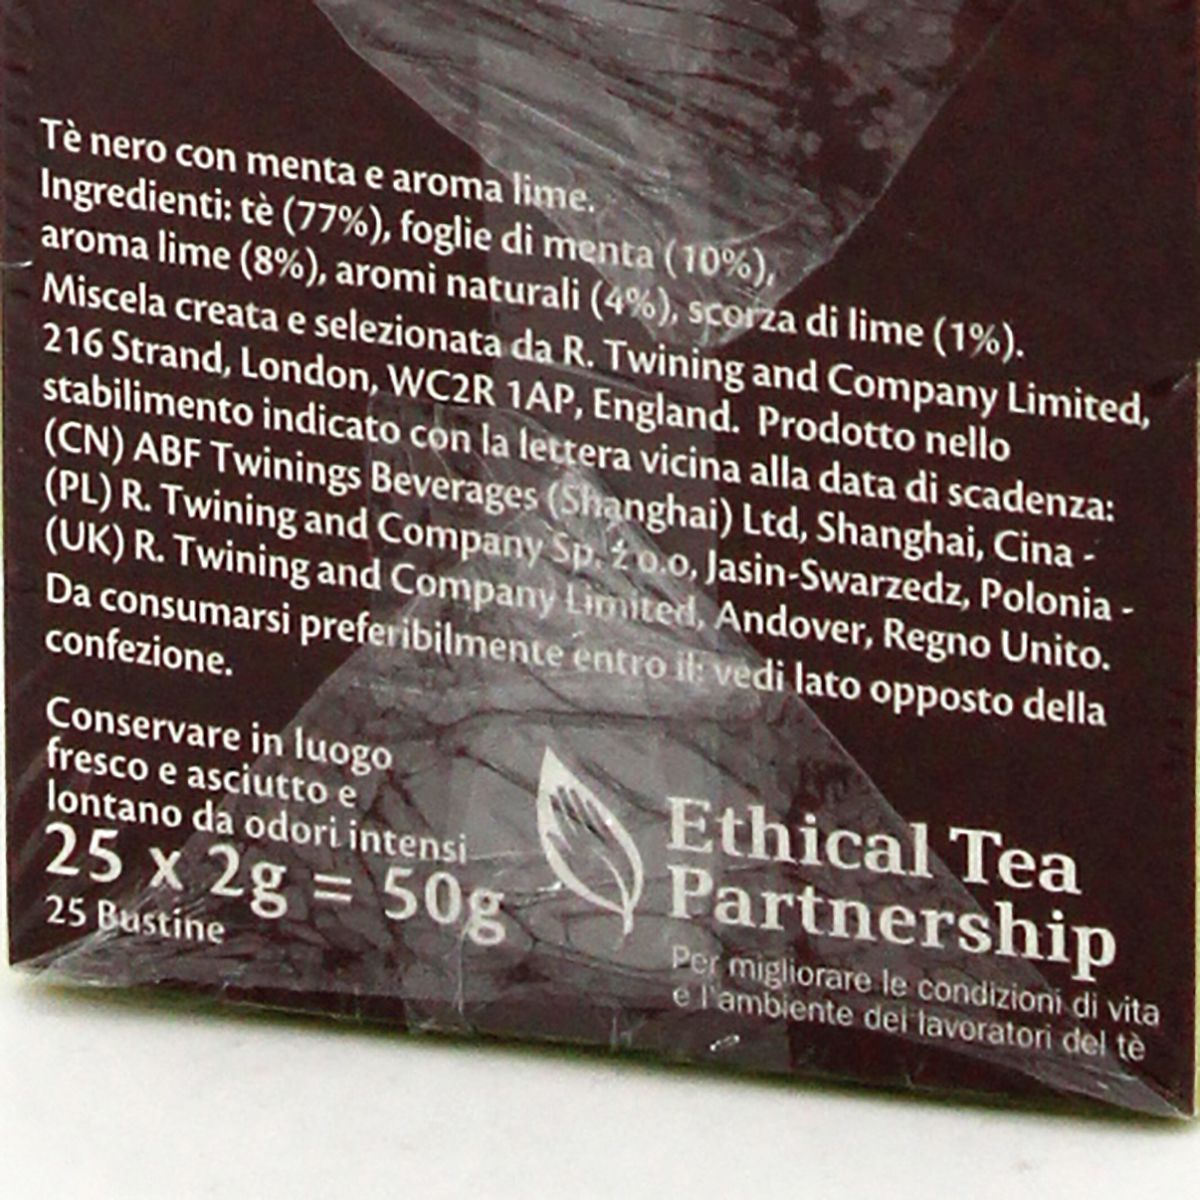 Tè nero con menta e aroma lime.
Ingredienti: tè (77%), foglie di menta (10%),
aroma lime (8%), aromi naturali (4%), scorza di lime (1%).
Miscela creata e selezionata da R. Twining and Company Limited,
216 Strand, London, WC2R 1AP, England. Prodotto nello
stabilimento indicato con la lettera vicina alla data di scadenza:
(CN) ABF Twinings Beverages (Shanghai) Ltd, Shanghai, Cina -
(PL) R. Twining and Company Sp. ż o.o, Jasin-Swarzedz, Polonia -
(UK) R. Twining and Company Limited, Andover, Regno Unito.
Da consumarsi preferibilmente entro il: vedi lato opposto della
confezione.
Conservare in luogo
fresco e asciutto e
lontano da odori intensi
25 x 2g = 50g
25 Bustine
Ethical Tea
Partnership
Per migliorare le condizioni di vita
e l'ambiente dei lavoratori del tè